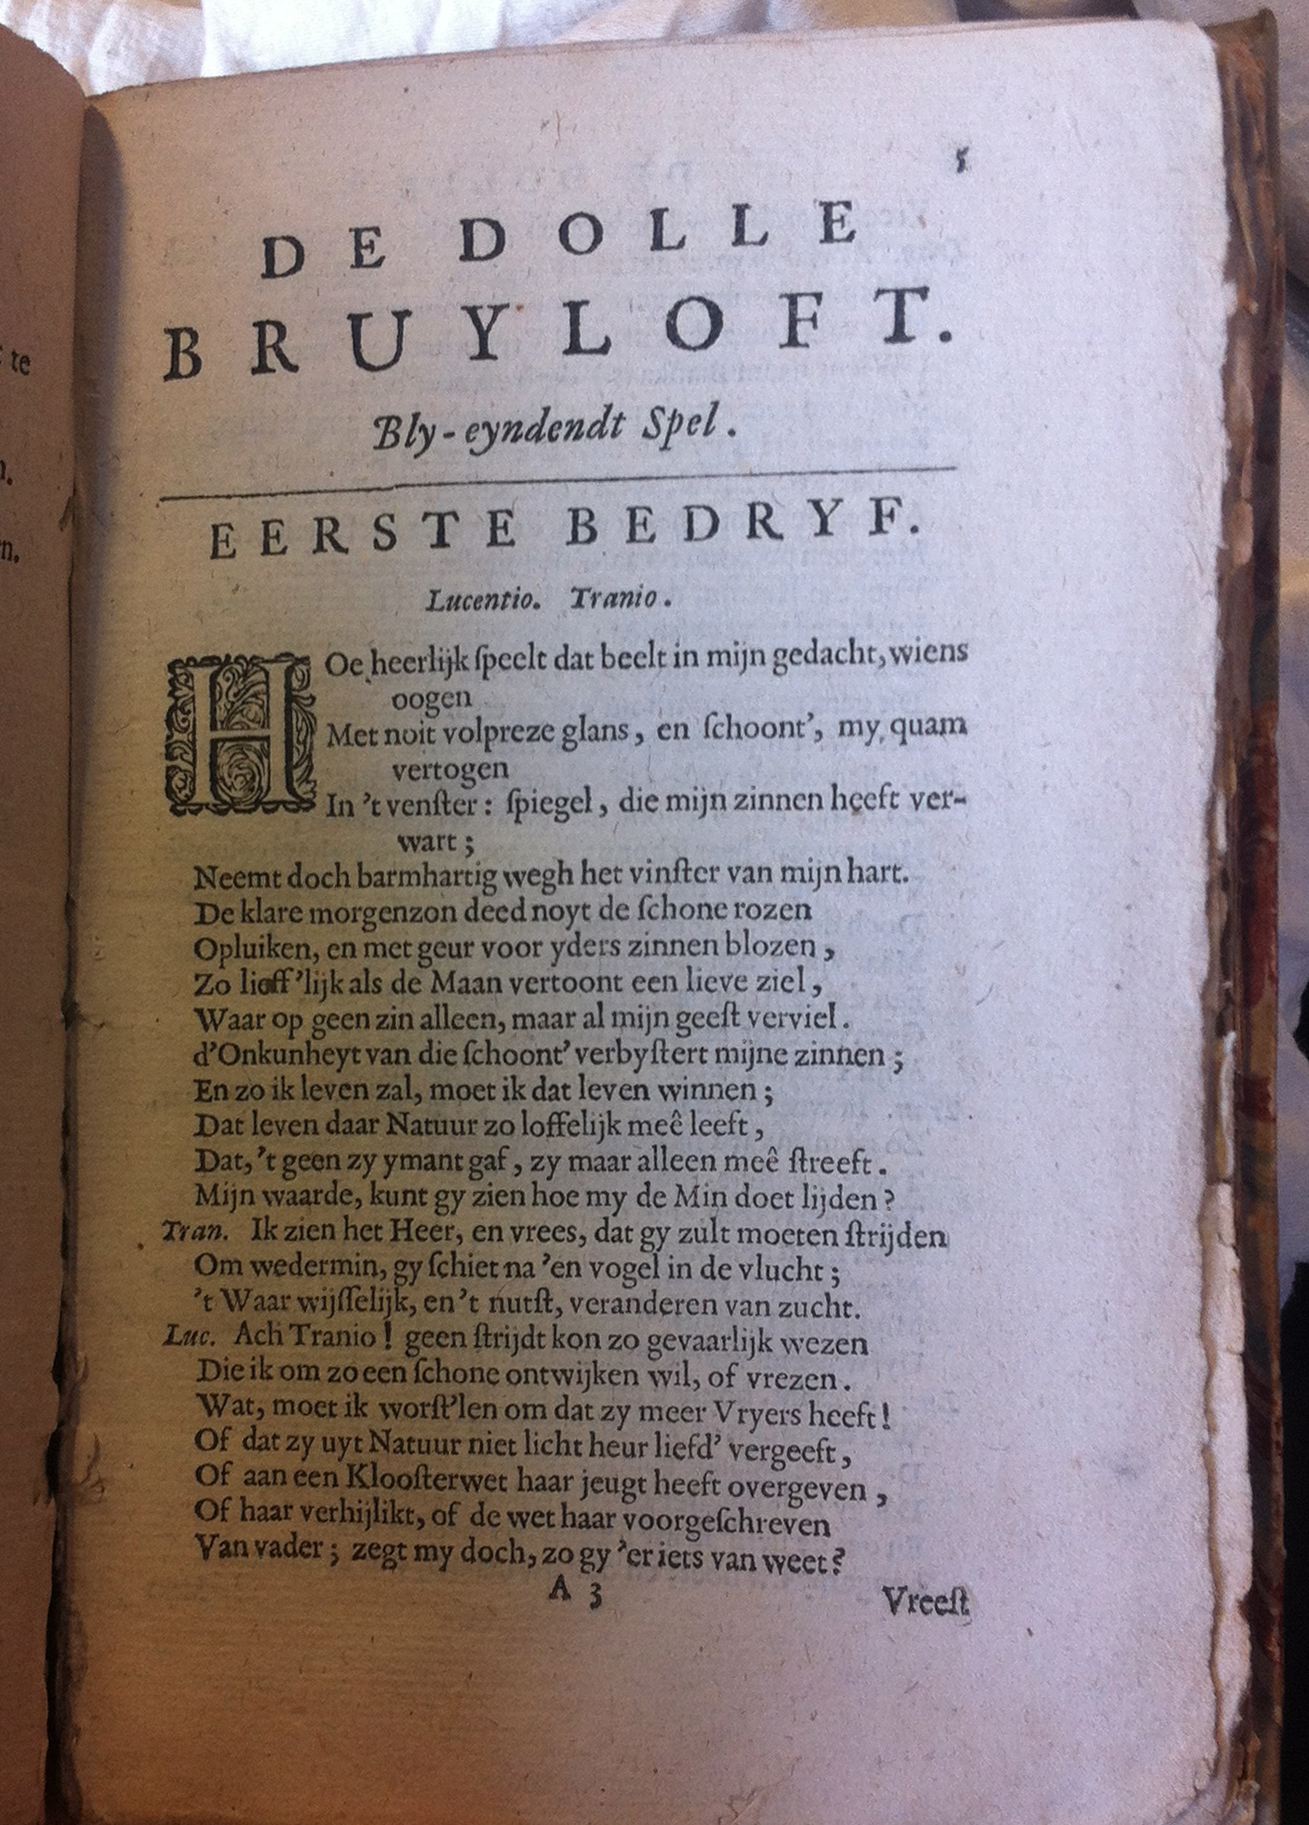 5
DE DOLLE
BRUYLOFT.
Bly-eyndendt Spel.
EERSTE BEDRYF.
Lucentio. Tranio.
HOe heerlijk ſpeelt dat beelt in mijn gedacht, wiens
oogen
Met noit volpreze glans, en ſchoont', my quam
vertogen
In 't venſter: ſpiegel, die mijn zinnen heeft ver-
wart;
Neemt doch barmhartig wegh het vinſter van mijn hart.
De klare morgenzon deed noyt de ſchone rozen
Opluiken, en met geur voor yders zinnen blozen,
Zo lieff'lijk als de Maan vertoont een lieve ziel,
Waar op geen zin alleen, maar al mijn geeſt verviel.
d'Onkunheyt van die ſchoont' verbyſtert mijne zinnen;
En zo ik leven zal, moet ik dat leven winnen;
Dat leven daar Natuur zo loffelijk meê leeft,
Dat, 't geen zy ymant gaf, zy maar alleen meê ſtreeft.
Mijn waarde, kunt gy zien hoe my de Min doet lijden?
Tran. Ik zien het Heer, en vrees, dat gy zult moeten ſtrijden
Om wedermin, gy ſchiet na 'en vogel in de vlucht;
't Waar wijſſelijk, en 't nutſt, veranderen van zucht.
Luc. Ach Tranio! geen ſtrijdt kon zo gevaarlijk wezen
Die ik om zo een ſchone ontwijken wil, of vrezen.
Wat, moet ik worſt'len om dat zy meer Vryers heeft!
Of dat zy uyt Natuur niet licht heur liefd' vergeeft,
Of aan een Klooſterwet haar jeugt heeft overgeven,
Of haar verhijlikt, of de wet haar voorgeſchreven
Van vader; zegt my doch, zo gy 'er iets van weet?
A 3
Vreeſt
te
n.